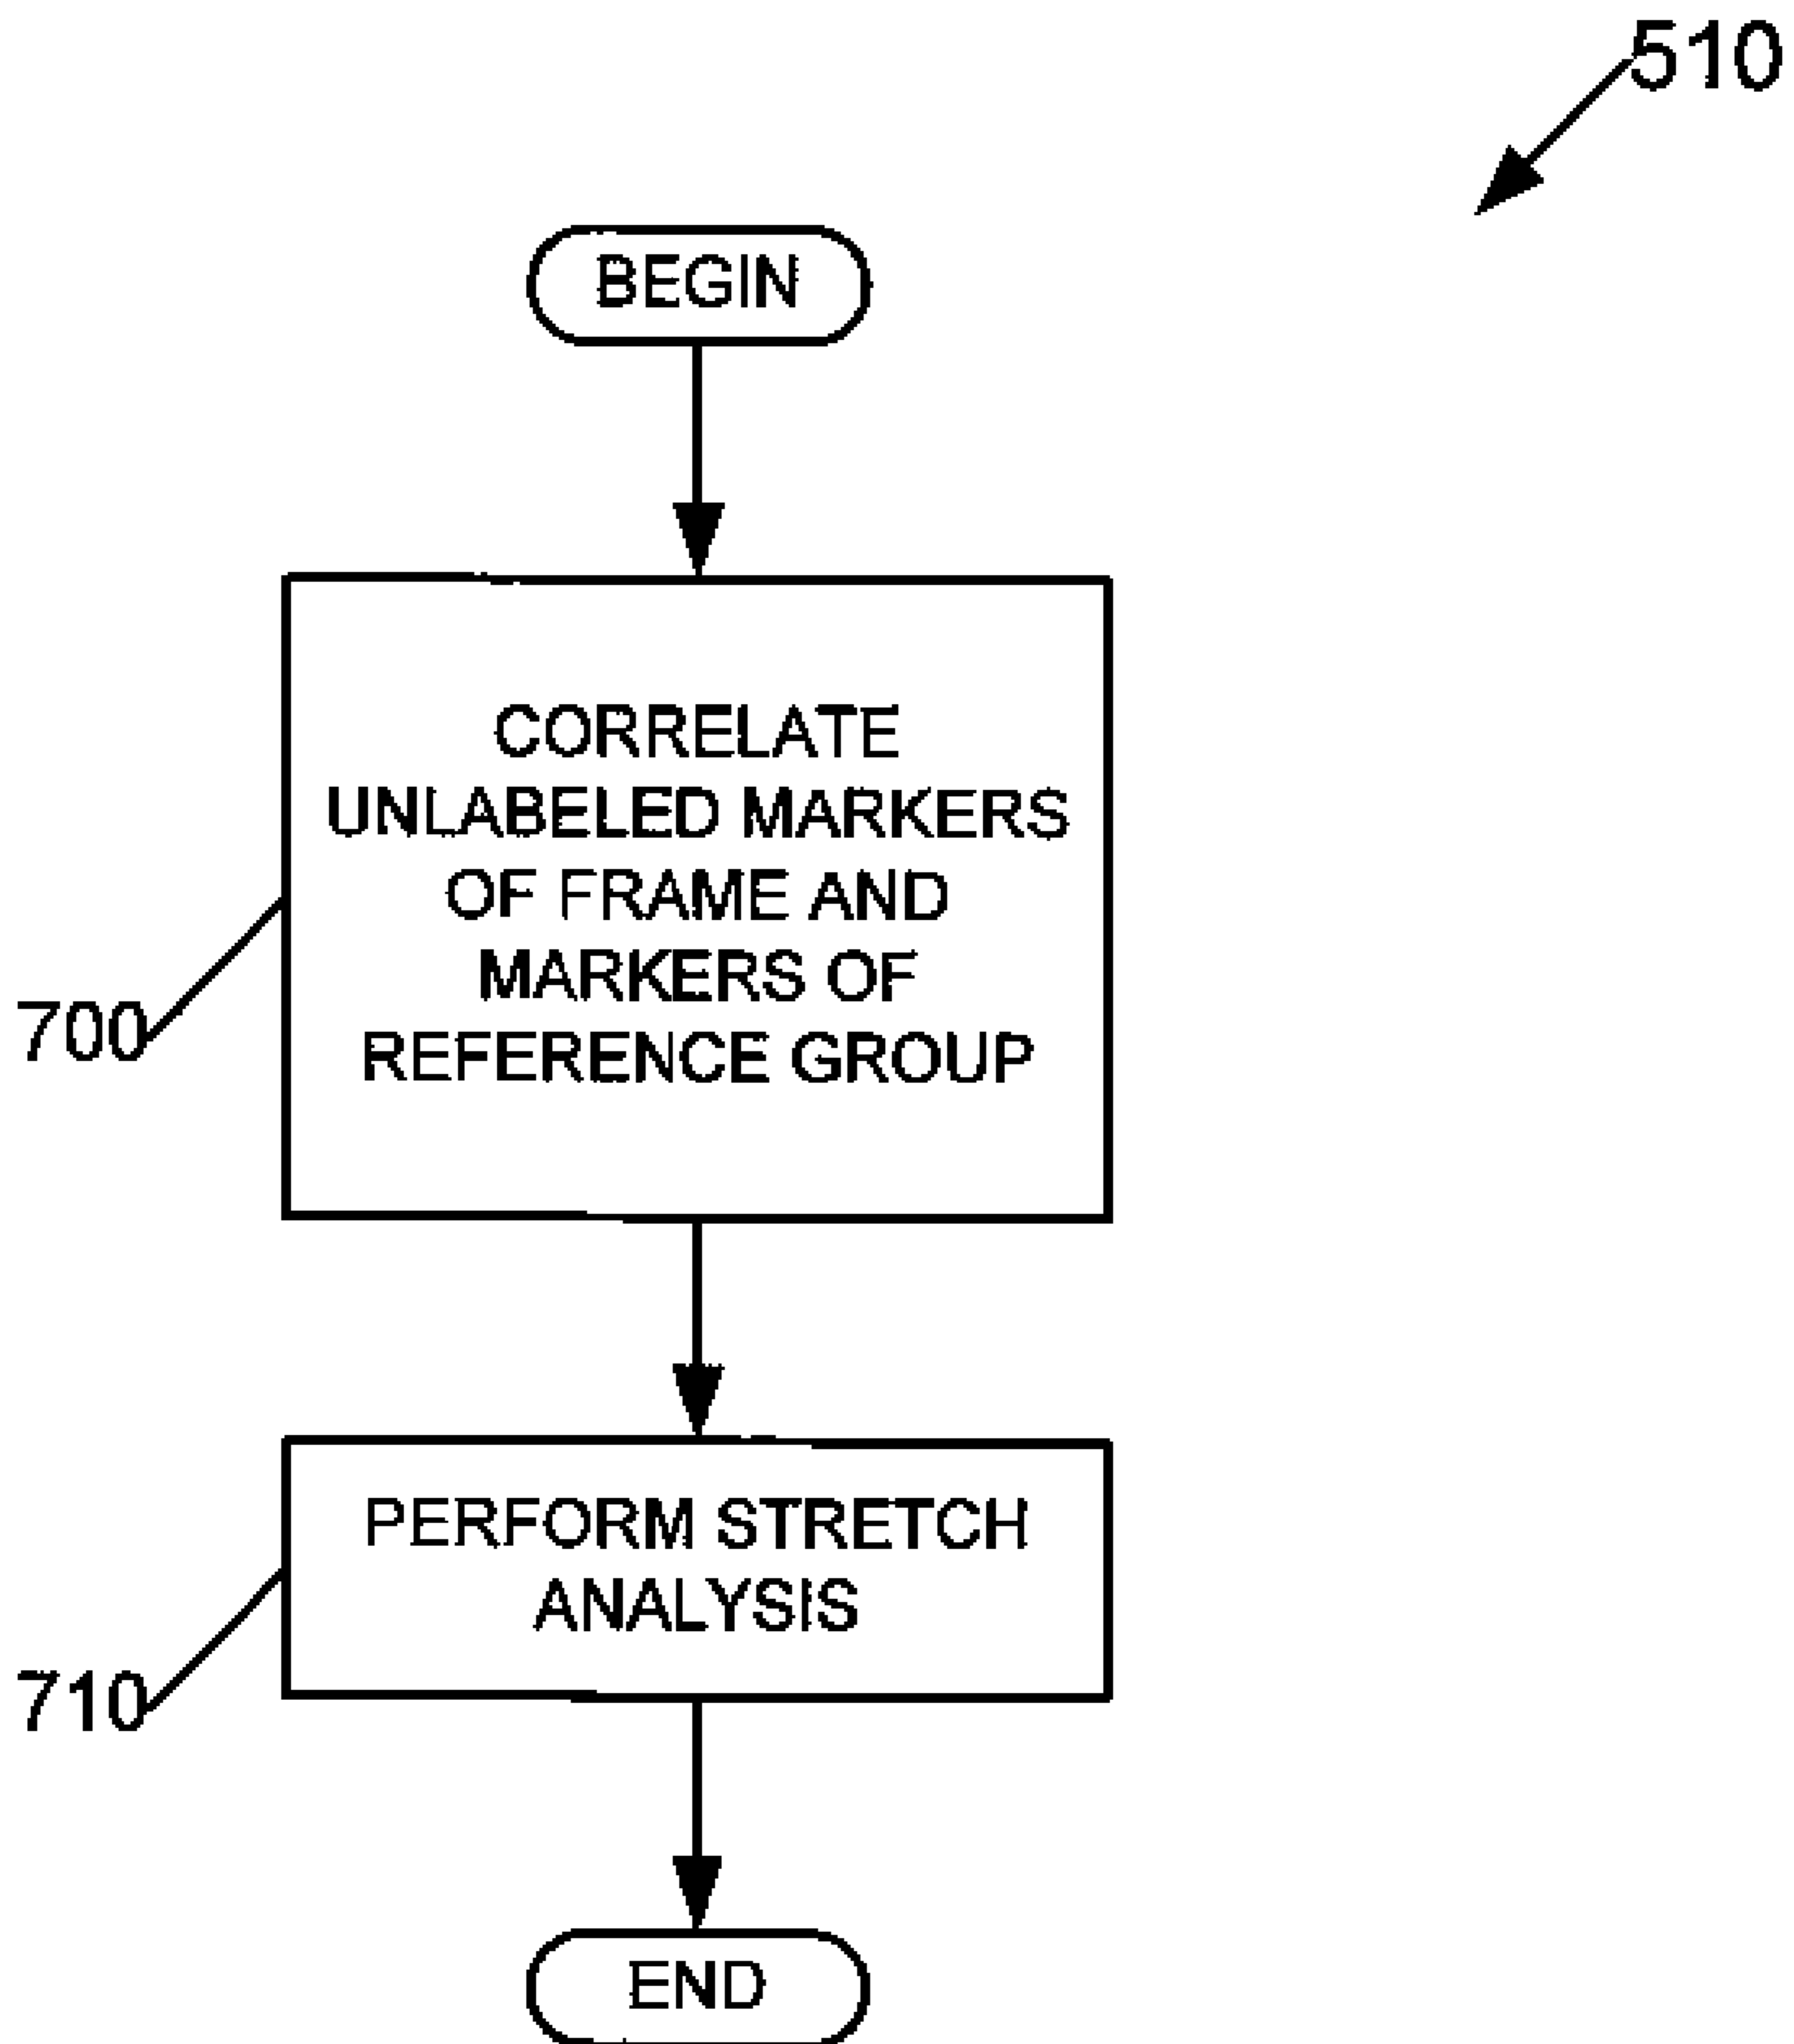 510
BEGIN
CORRELATE
UNLABELED MARKERS
OF FRAME AND
MARKERS OF
REFERENCE GROUP
700
PERFORM STRETCH
ANALYSIS
710
END